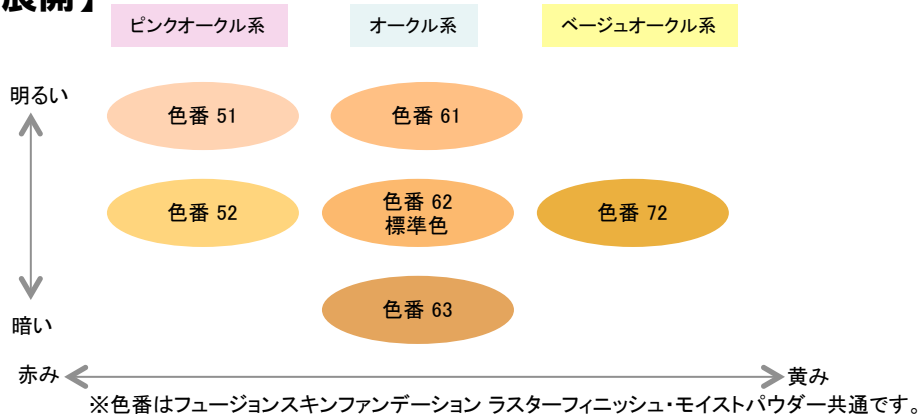 展開】
ピンクオークル系 オークル系 ベージュオークル系
明るい
色番 51 色番 61
色番 52 色番 62 色番 72
標準色
色番 63
暗い
赤み 黄み
※色番はフュージョンスキンファンデーション ラスターフィニッシュ・モイストパウダー共通です。